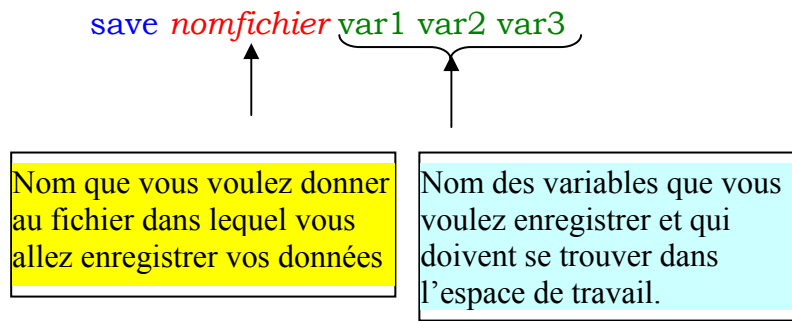 save nomfichier var1 var2 var3
Nom que vous voulez donner
au fichier dans lequel vous
allez enregistrer vos données
Nom des variables que vous
voulez enregistrer et qui
doivent se trouver dans
l’espace de travail.